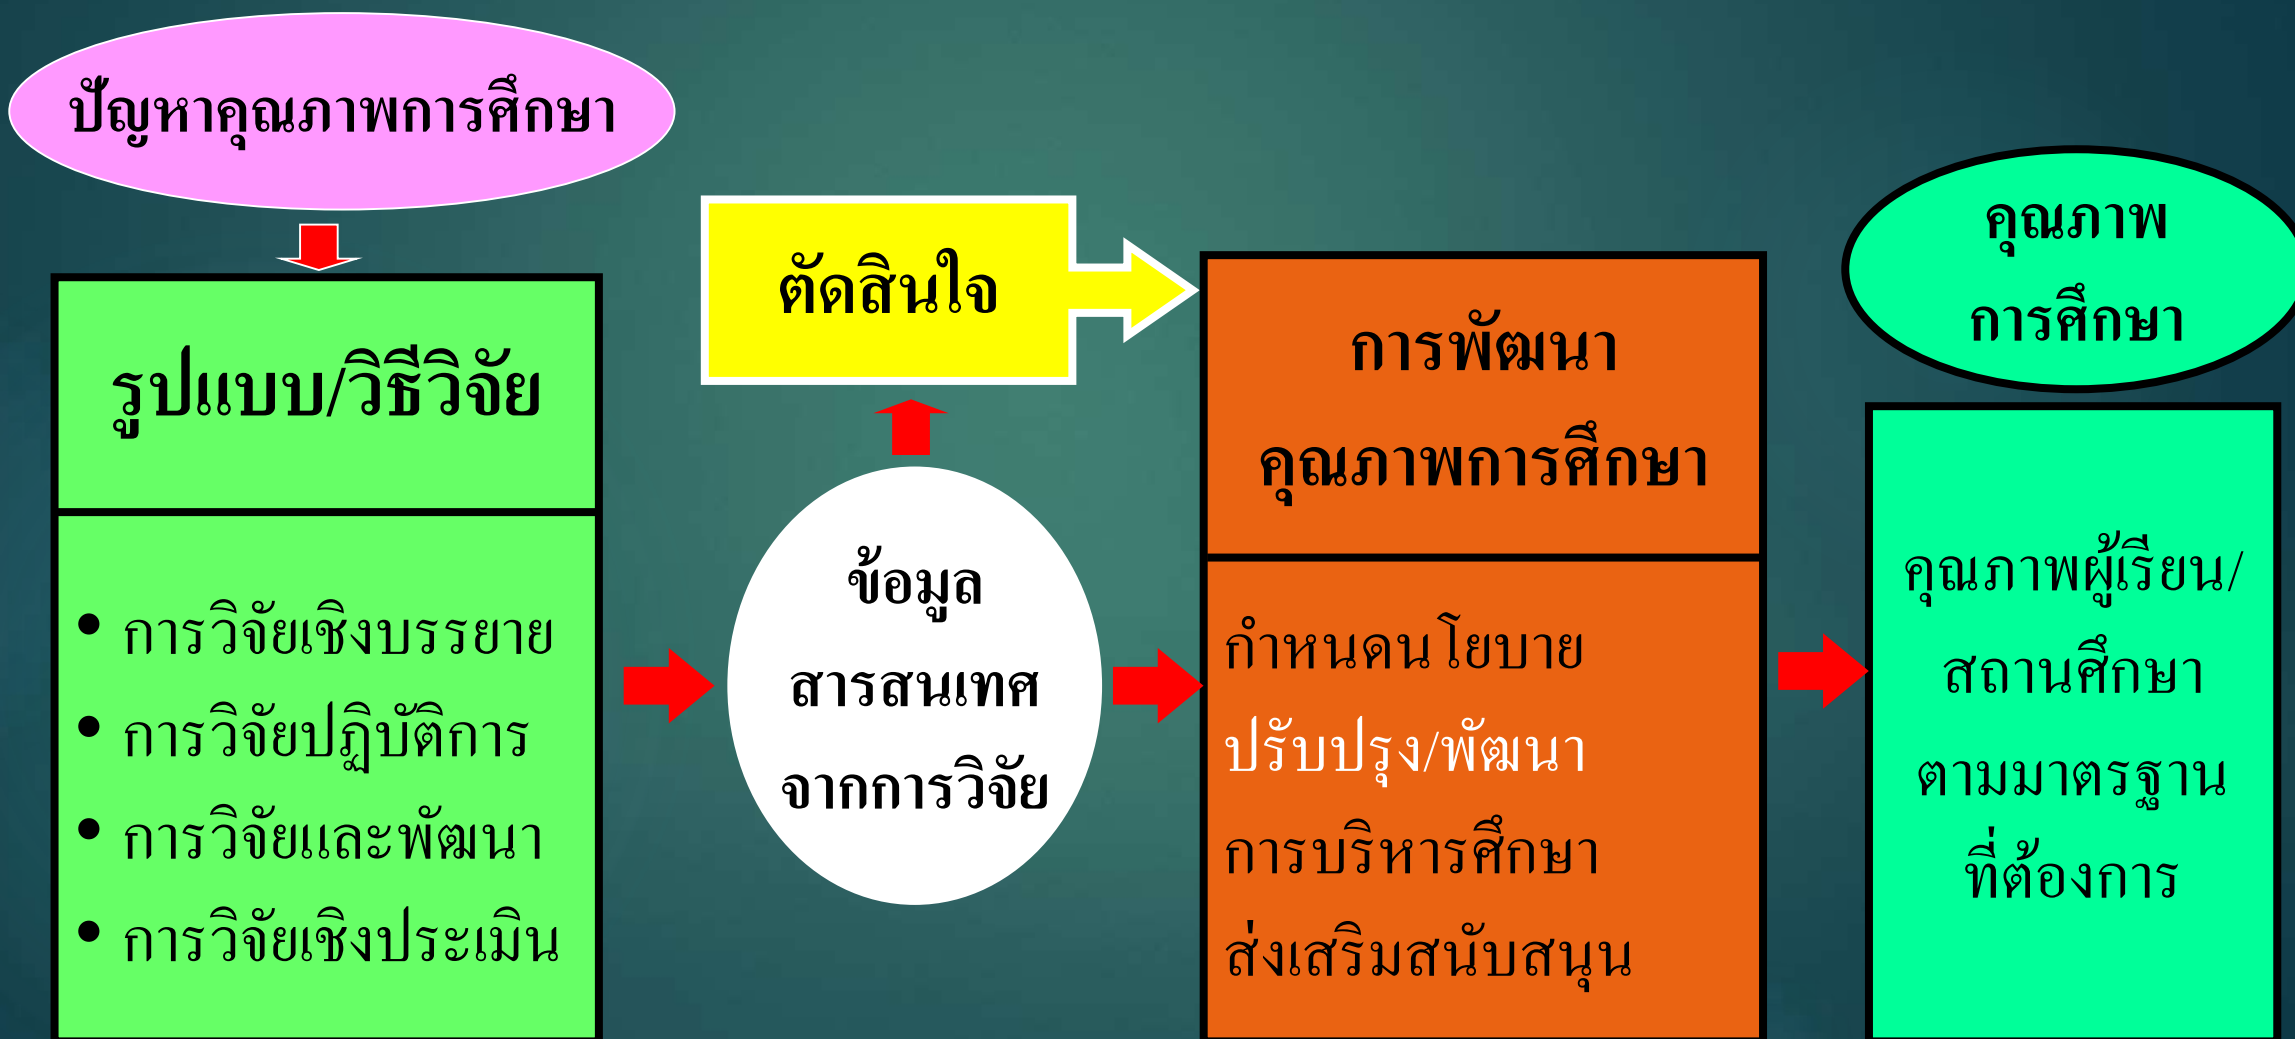 ปัญหาคุณภาพการศึกษา
รูปแบบ/วิธีวิจัย
• การวิจัยเชิงบรรยาย
• การวิจัยปฏิบัติการ
• การวิจัยและพัฒนา
• การวิจัยเชิงประเมิน
ตัดสินใจ
ข้อมูล
สารสนเทศ
จากการวิจัย
การพัฒนา
คุณภาพการศึกษา
กำหนดนโยบาย
ปรับปรุง/พัฒนา
การบริหารศึกษา
ส่งเสริมสนับสนุน
คุณภาพ
การศึกษา
คุณภาพผู้เรียน/
สถานศึกษา
ตามมาตรฐาน
ที่ต้องการ